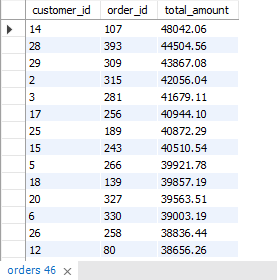 customer_id order_id total_amount
14 107 48042.06
28 393 44504.56
29 309 43867.08
2 315 42056.04
3 281 41679.11
17 256 40944.10
25 189 40872.29
15 243 40510.54
5 266 39921.78
18 139 39857.19
20 327 39563.51
6 330 39003.19
26 258 38836.44
12 80 38656.26
orders 46 ×